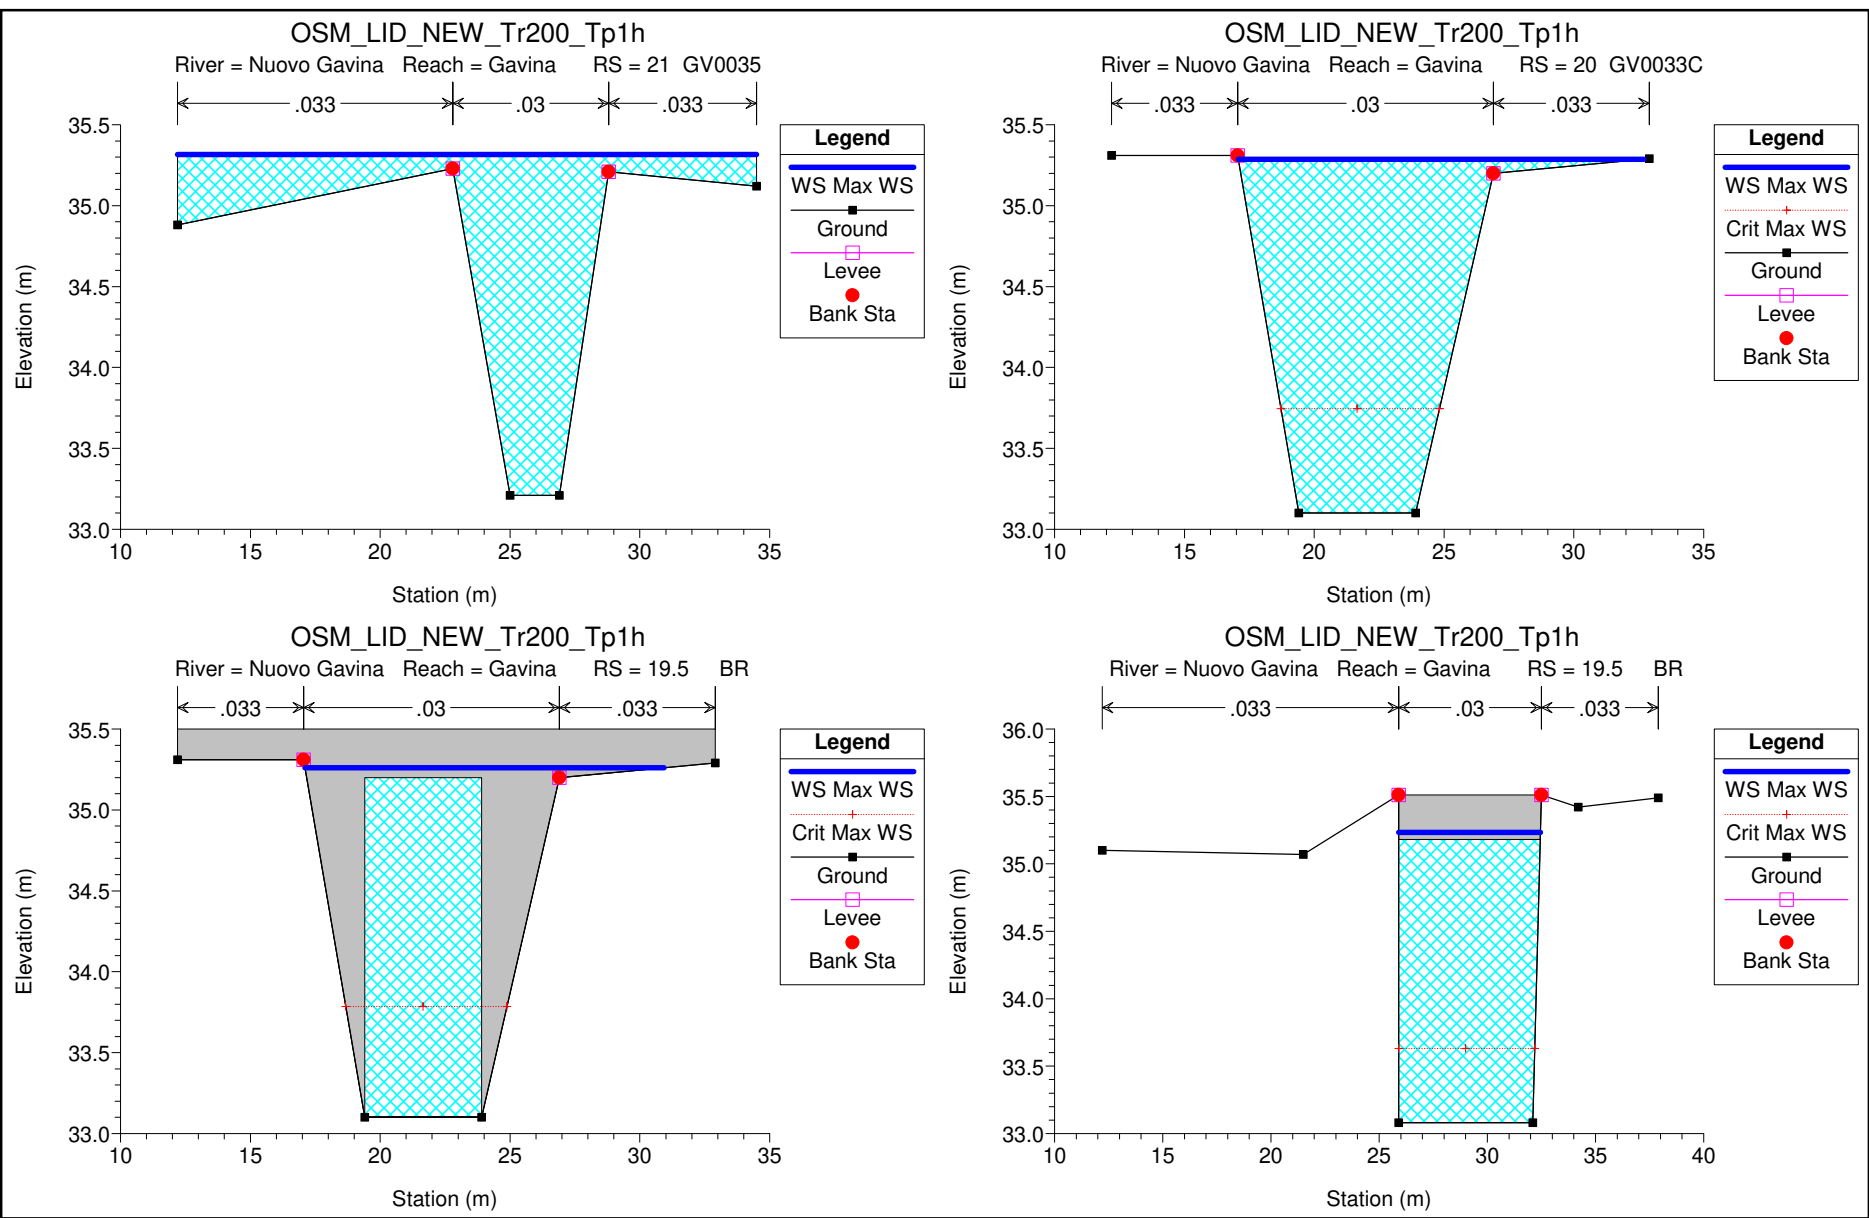 OSM_LID_NEW_Tr200_Tp1h
River = Nuovo Gavina Reach = Gavina RS = 21 GV0035
.033 .03 .033
35.5
35.0
34.5
34.0
33.5
33.0
Elevation (m)
10 15 20 25 30 35
Station (m)
Legend
WS Max WS
Ground
Levee
Bank Sta
OSM_LID_NEW_Tr200_Tp1h
River = Nuovo Gavina Reach = Gavina RS = 20 GV0033C
.033 .03 .033
35.5
35.0
34.5
34.0
33.5
33.0
Elevation (m)
10 15 20 25 30 35
Station (m)
Legend
WS Max WS
Crit Max WS
Ground
Levee
Bank Sta
OSM_LID_NEW_Tr200_Tp1h
River = Nuovo Gavina Reach = Gavina RS = 19.5 BR
.033 .03 .033
35.5
35.0
34.5
34.0
33.5
33.0
Elevation (m)
10 15 20 25 30 35
Station (m)
Legend
WS Max WS
Crit Max WS
Ground
Levee
Bank Sta
OSM_LID_NEW_Tr200_Tp1h
River = Nuovo Gavina Reach = Gavina RS = 19.5 BR
.033 .03 .033
36.0
35.5
35.0
34.5
34.0
33.5
33.0
Elevation (m)
10 15 20 25 30 35 40
Station (m)
Legend
WS Max WS
Crit Max WS
Ground
Levee
Bank Sta